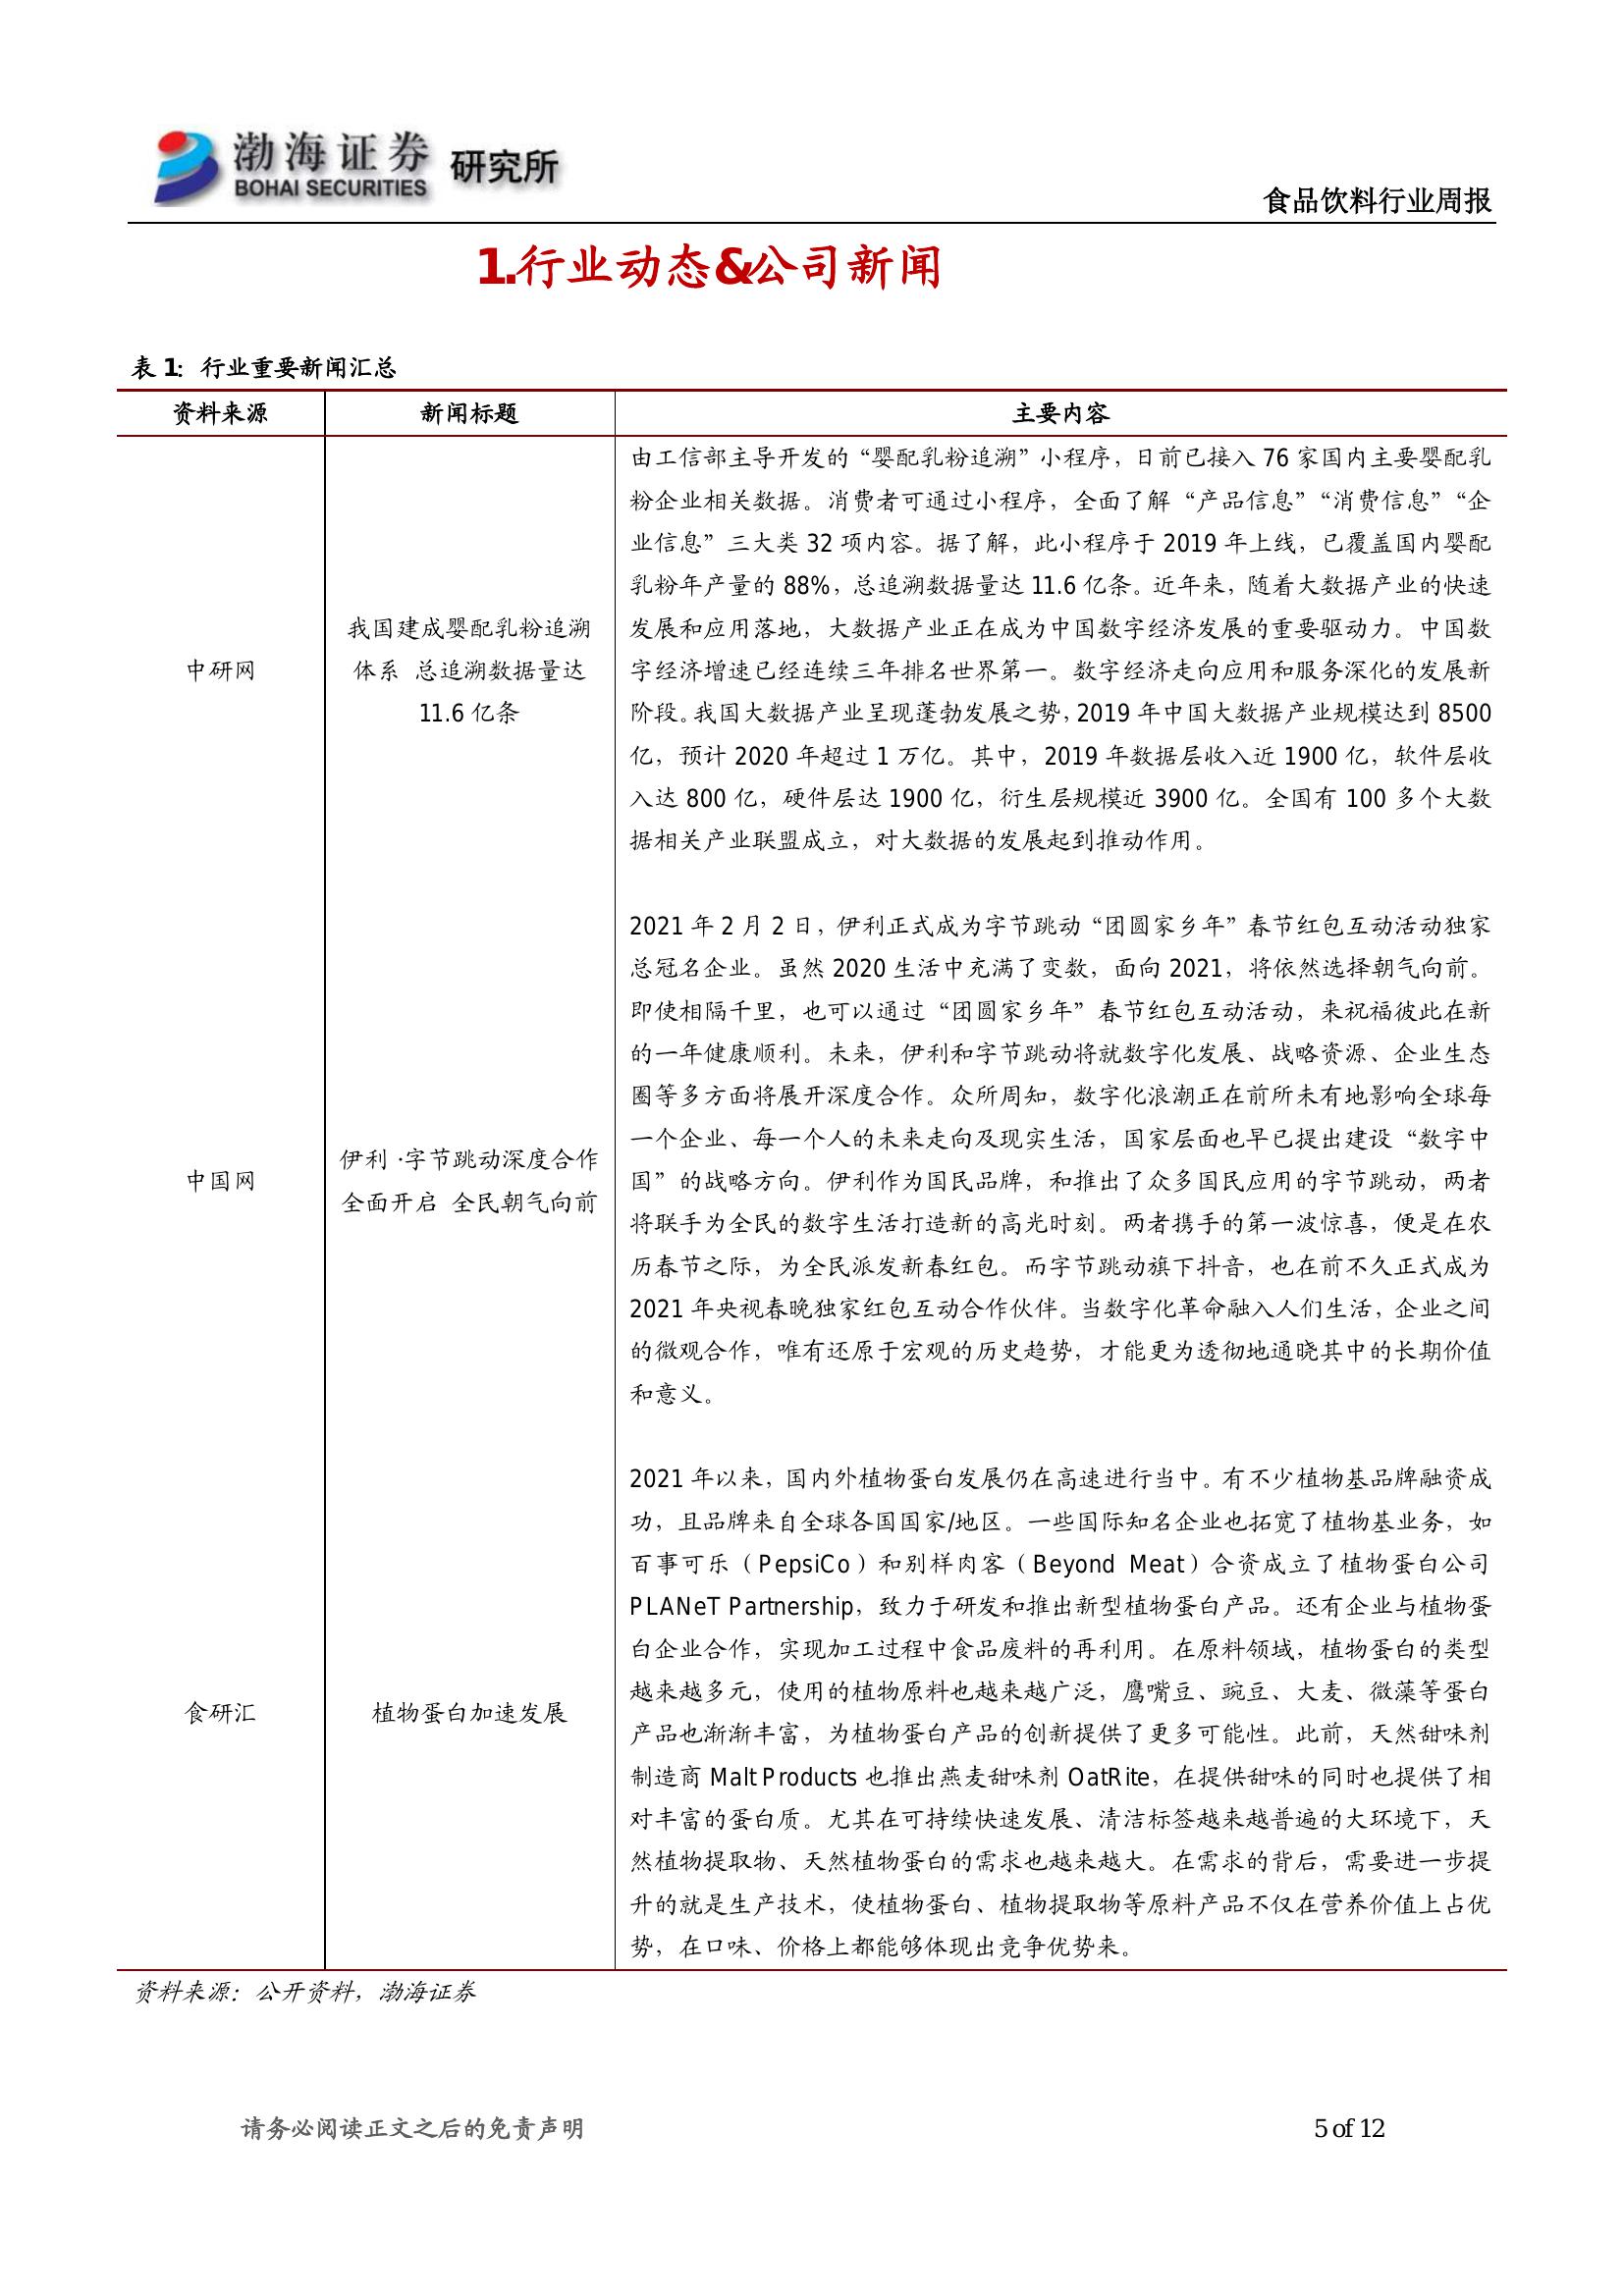 渤海证券 研究所
BOHAI SECURITIES
食品饮料行业周报
1.行业动态&公司新闻
表 1：行业重要新闻汇总
资料来源 新闻标题 主要内容
中研网
我国建成婴配乳粉追溯
体系 总追溯数据量达
11.6 亿条
由工信部主导开发的“婴配乳粉追溯”小程序，日前已接入 76 家国内主要婴配乳
粉企业相关数据。消费者可通过小程序，全面了解“产品信息”“消费信息”“企
业信息”三大类 32 项内容。据了解，此小程序于 2019 年上线，已覆盖国内婴配
乳粉年产量的 88%，总追溯数据量达 11.6 亿条。近年来，随着大数据产业的快速
发展和应用落地，大数据产业正在成为中国数字经济发展的重要驱动力。中国数
字经济增速已经连续三年排名世界第一。数字经济走向应用和服务深化的发展新
阶段。我国大数据产业呈现蓬勃发展之势，2019 年中国大数据产业规模达到 8500
亿，预计 2020 年超过 1 万亿。其中，2019 年数据层收入近 1900 亿，软件层收
入达 800 亿，硬件层达 1900 亿，衍生层规模近 3900 亿。全国有 100 多个大数
据相关产业联盟成立，对大数据的发展起到推动作用。
中国网
伊利·字节跳动深度合作
全面开启 全民朝气向前
2021 年 2 月 2 日，伊利正式成为字节跳动“团圆家乡年”春节红包互动活动独家
总冠名企业。虽然 2020 生活中充满了变数，面向 2021，将依然选择朝气向前。
即使相隔千里，也可以通过“团圆家乡年”春节红包互动活动，来祝福彼此在新
的一年健康顺利。未来，伊利和字节跳动将就数字化发展、战略资源、企业生态
圈等多方面将展开深度合作。众所周知，数字化浪潮正在前所未有地影响全球每
一个企业、每一个人的未来走向及现实生活，国家层面也早已提出建设“数字中
国”的战略方向。伊利作为国民品牌，和推出了众多国民应用的字节跳动，两者
将联手为全民的数字生活打造新的高光时刻。两者携手的第一波惊喜，便是在农
历春节之际，为全民派发新春红包。而字节跳动旗下抖音，也在前不久正式成为
2021 年央视春晚独家红包互动合作伙伴。当数字化革命融入人们生活，企业之间
的微观合作，唯有还原于宏观的历史趋势，才能更为透彻地通晓其中的长期价值
和意义。
食研汇
植物蛋白加速发展
2021 年以来，国内外植物蛋白发展仍在高速进行当中。有不少植物基品牌融资成
功，且品牌来自全球各国国家/地区。一些国际知名企业也拓宽了植物基业务，如
百事可乐（PepsiCo）和别样肉客（Beyond Meat）合资成立了植物蛋白公司
PLANeT Partnership，致力于研发和推出新型植物蛋白产品。还有企业与植物蛋
白企业合作，实现加工过程中食品废料的再利用。在原料领域，植物蛋白的类型
越来越多元，使用的植物原料也越来越广泛，鹰嘴豆、豌豆、大麦、微藻等蛋白
产品也渐渐丰富，为植物蛋白产品的创新提供了更多可能性。此前，天然甜味剂
制造商 Malt Products 也推出燕麦甜味剂 OatRite，在提供甜味的同时也提供了相
对丰富的蛋白质。尤其在可持续快速发展、清洁标签越来越普遍的大环境下，天
然植物提取物、天然植物蛋白的需求也越来越大。在需求的背后，需要进一步提
升的就是生产技术，使植物蛋白、植物提取物等原料产品不仅在营养价值上占优
势，在口味、价格上都能够体现出竞争优势来。
资料来源：公开资料，渤海证券
请务必阅读正文之后的免责声明 5 of 12